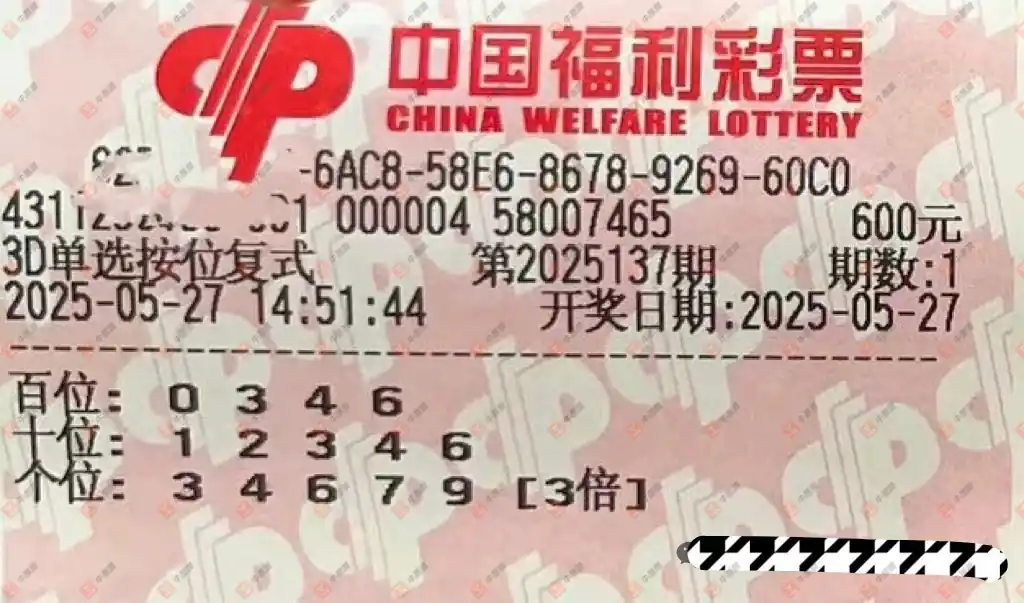 中国福利彩票
CHINA WELFARE LOTTERY
-6AC8-58E6-8678-9269-60C0
000004 58007465 600元
3D单选按位复式 第2025137期 期数:1
2025-05-27 14:51:44 开奖日期:2025-05-27
百位: 0 3 4 6
十位: 1 2 3 4 6
个位: 3 4 6 7 9 [3倍]